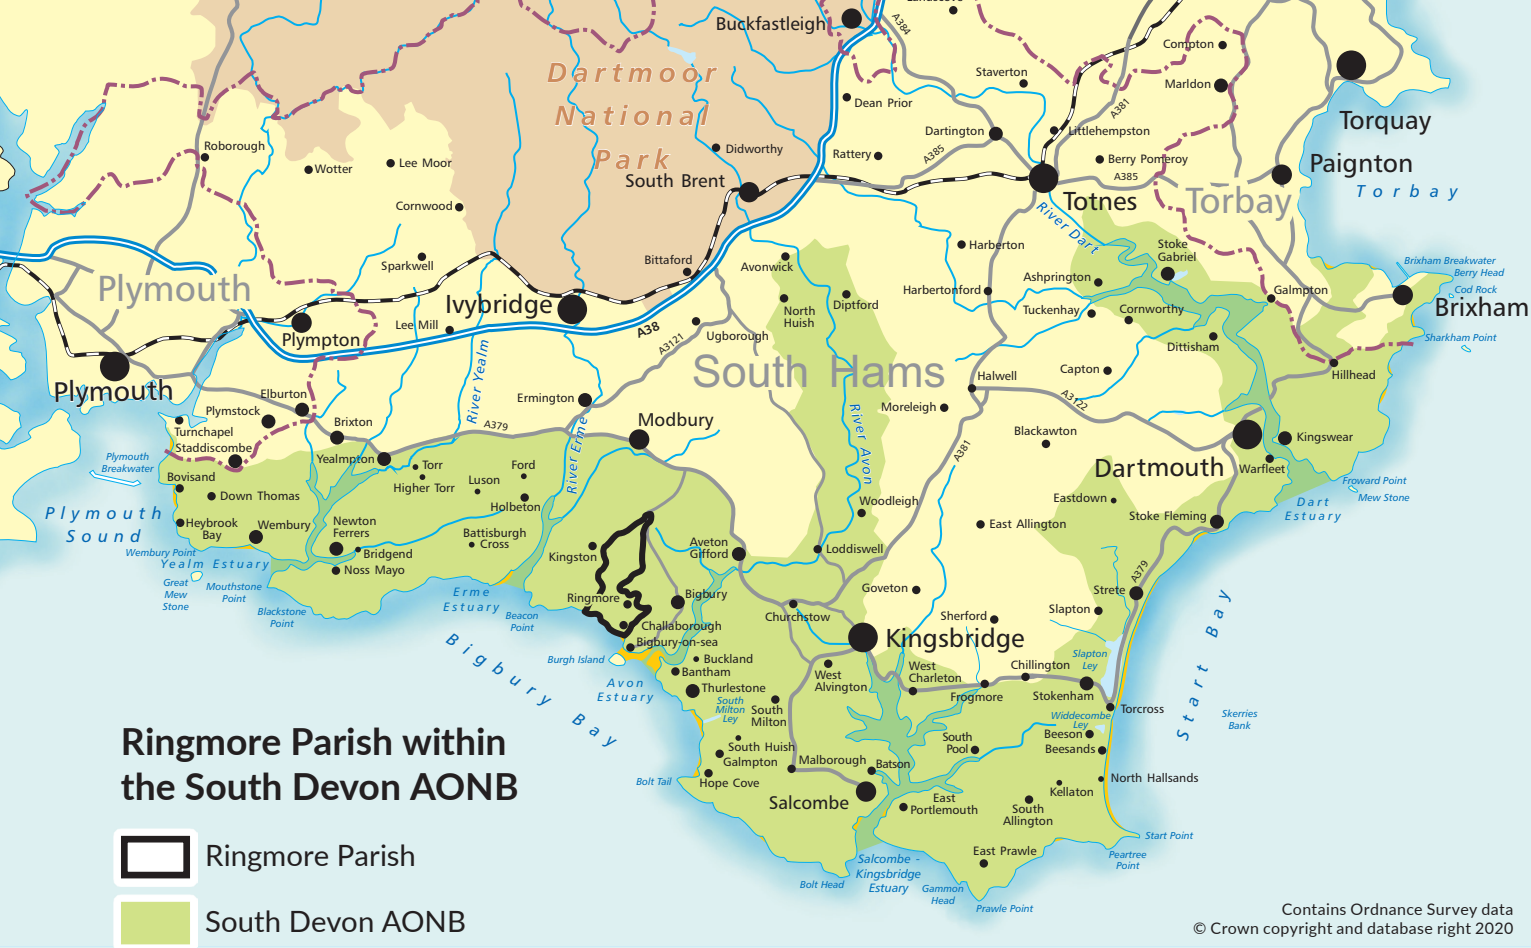 Landscove
Buckfastleigh
A384
Compton
Staverton
Marldon
Dartmoor
National
Park
Dean Prior
A381
Torquay
Dartington
Littlehempston
Roborough
Didworthy
Rattery
A385
Berry Pomeroy
Paignton
Wotter
Lee Moor
South Brent
A385
Torbay
Totnes
Torbay
Cornwood
River Dart
Harberton
Stoke
Gabriel
Sparkwell
Bittaford
Avonwick
Brixham Breakwater
Berry Head
Plymouth
Ashprington
Harbertonford
Galmpton
Cod Rock
Ivybridge
North
Huish
Diptford
Tuckenhay
Cornworthy
Brixham
Plympton
Lee Mill
A38
A3121
Ugborough
Dittisham
Sharkham Point
Plymouth
South Hams
Halwell
Capton
Hillhead
River Yealm
Elburton
Ermington
Moreleigh
A3122
Plymstock
Brixton
A379
Modbury
River Avon
Turnchapel
Staddiscombe
River Erme
Blackawton
Kingswear
Plymouth
Breakwater
Yealmpton
Torr
Ford
A381
Dartmouth
Warfleet
Bovisand
Higher Torr
Luson
Froward Point
Down Thomas
Holbeton
Woodleigh
Eastdown
Mew Stone
Plymouth
Sound
Heybrook
Bay
Wembury
Newton
Ferrers
Battisburgh
Cross
East Allington
Stoke Fleming
Dart
Estuary
Wembury Point
Yealm Estuary
Bridgend
Kingston
Aveton
Gifford
Loddiswell
Noss Mayo
A379
Great
Mew
Stone
Mouthstone
Point
Erme
Estuary
Ringmore
Bigbury
Goveton
Strete
Blackstone
Point
Beacon
Point
Challaborough
Churchstow
Sherford
Slapton
Bigbury-on-sea
Kingsbridge
Start Bay
Bigbury Bay
Burgh Island
Buckland
Bantham
West
Alvington
West
Charleton
Chillington
Slapton
Ley
Avon
Estuary
Thurlestone
South
Milton
Ley
South
Milton
Frogmore
Stokenham
Torcross
Widdecombe
Ley
Skerries
Bank
Ringmore Parish within
the South Devon AONB
South Huish
Galmpton
South
Pool
Beeson
Beesands
Malborough
Batson
Bolt Tail
Hope Cove
Kellaton
North Hallsands
Salcombe
East
Portlemouth
South
Allington
Start Point
Ringmore Parish
East Prawle
Peartree
Point
Salcombe -
Kingsbridge
Estuary
Bolt Head
Gammon
Head
Prawle Point
South Devon AONB
Contains Ordnance Survey data
© Crown copyright and database right 2020